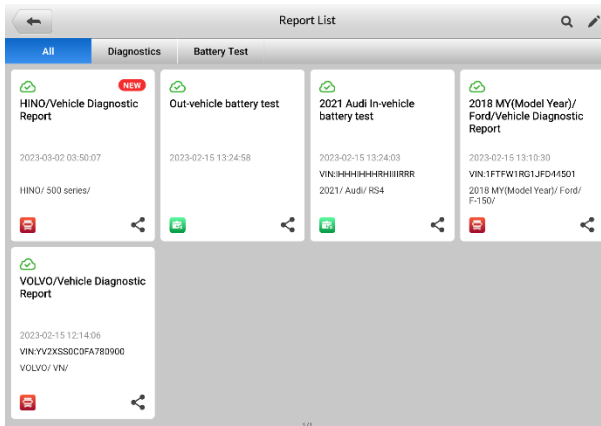 Report List
All
Diagnostics
Battery Test
NEW
HINO/Vehicle Diagnostic
Report
2023-03-02 03:50:07
HINO/ 500 series/
Out-vehicle battery test
2023-02-15 13:24:58
2021 Audi In-vehicle
battery test
2023-02-15 13:24:03
VIN:IHHHIHHHRHIIIIRRR
2021/ Audi/ RS4
2018 MY(Model Year)/
Ford/Vehicle Diagnostic
Report
2023-02-15 13:10:30
VIN:1FTFW1RG1JFD44501
2018 MY(Model Year)/ Ford/
F-150/
VOLVO/Vehicle Diagnostic
Report
2023-02-15 12:14:06
VIN:YV2XSS0C0FA780900
VOLVO/ VN/